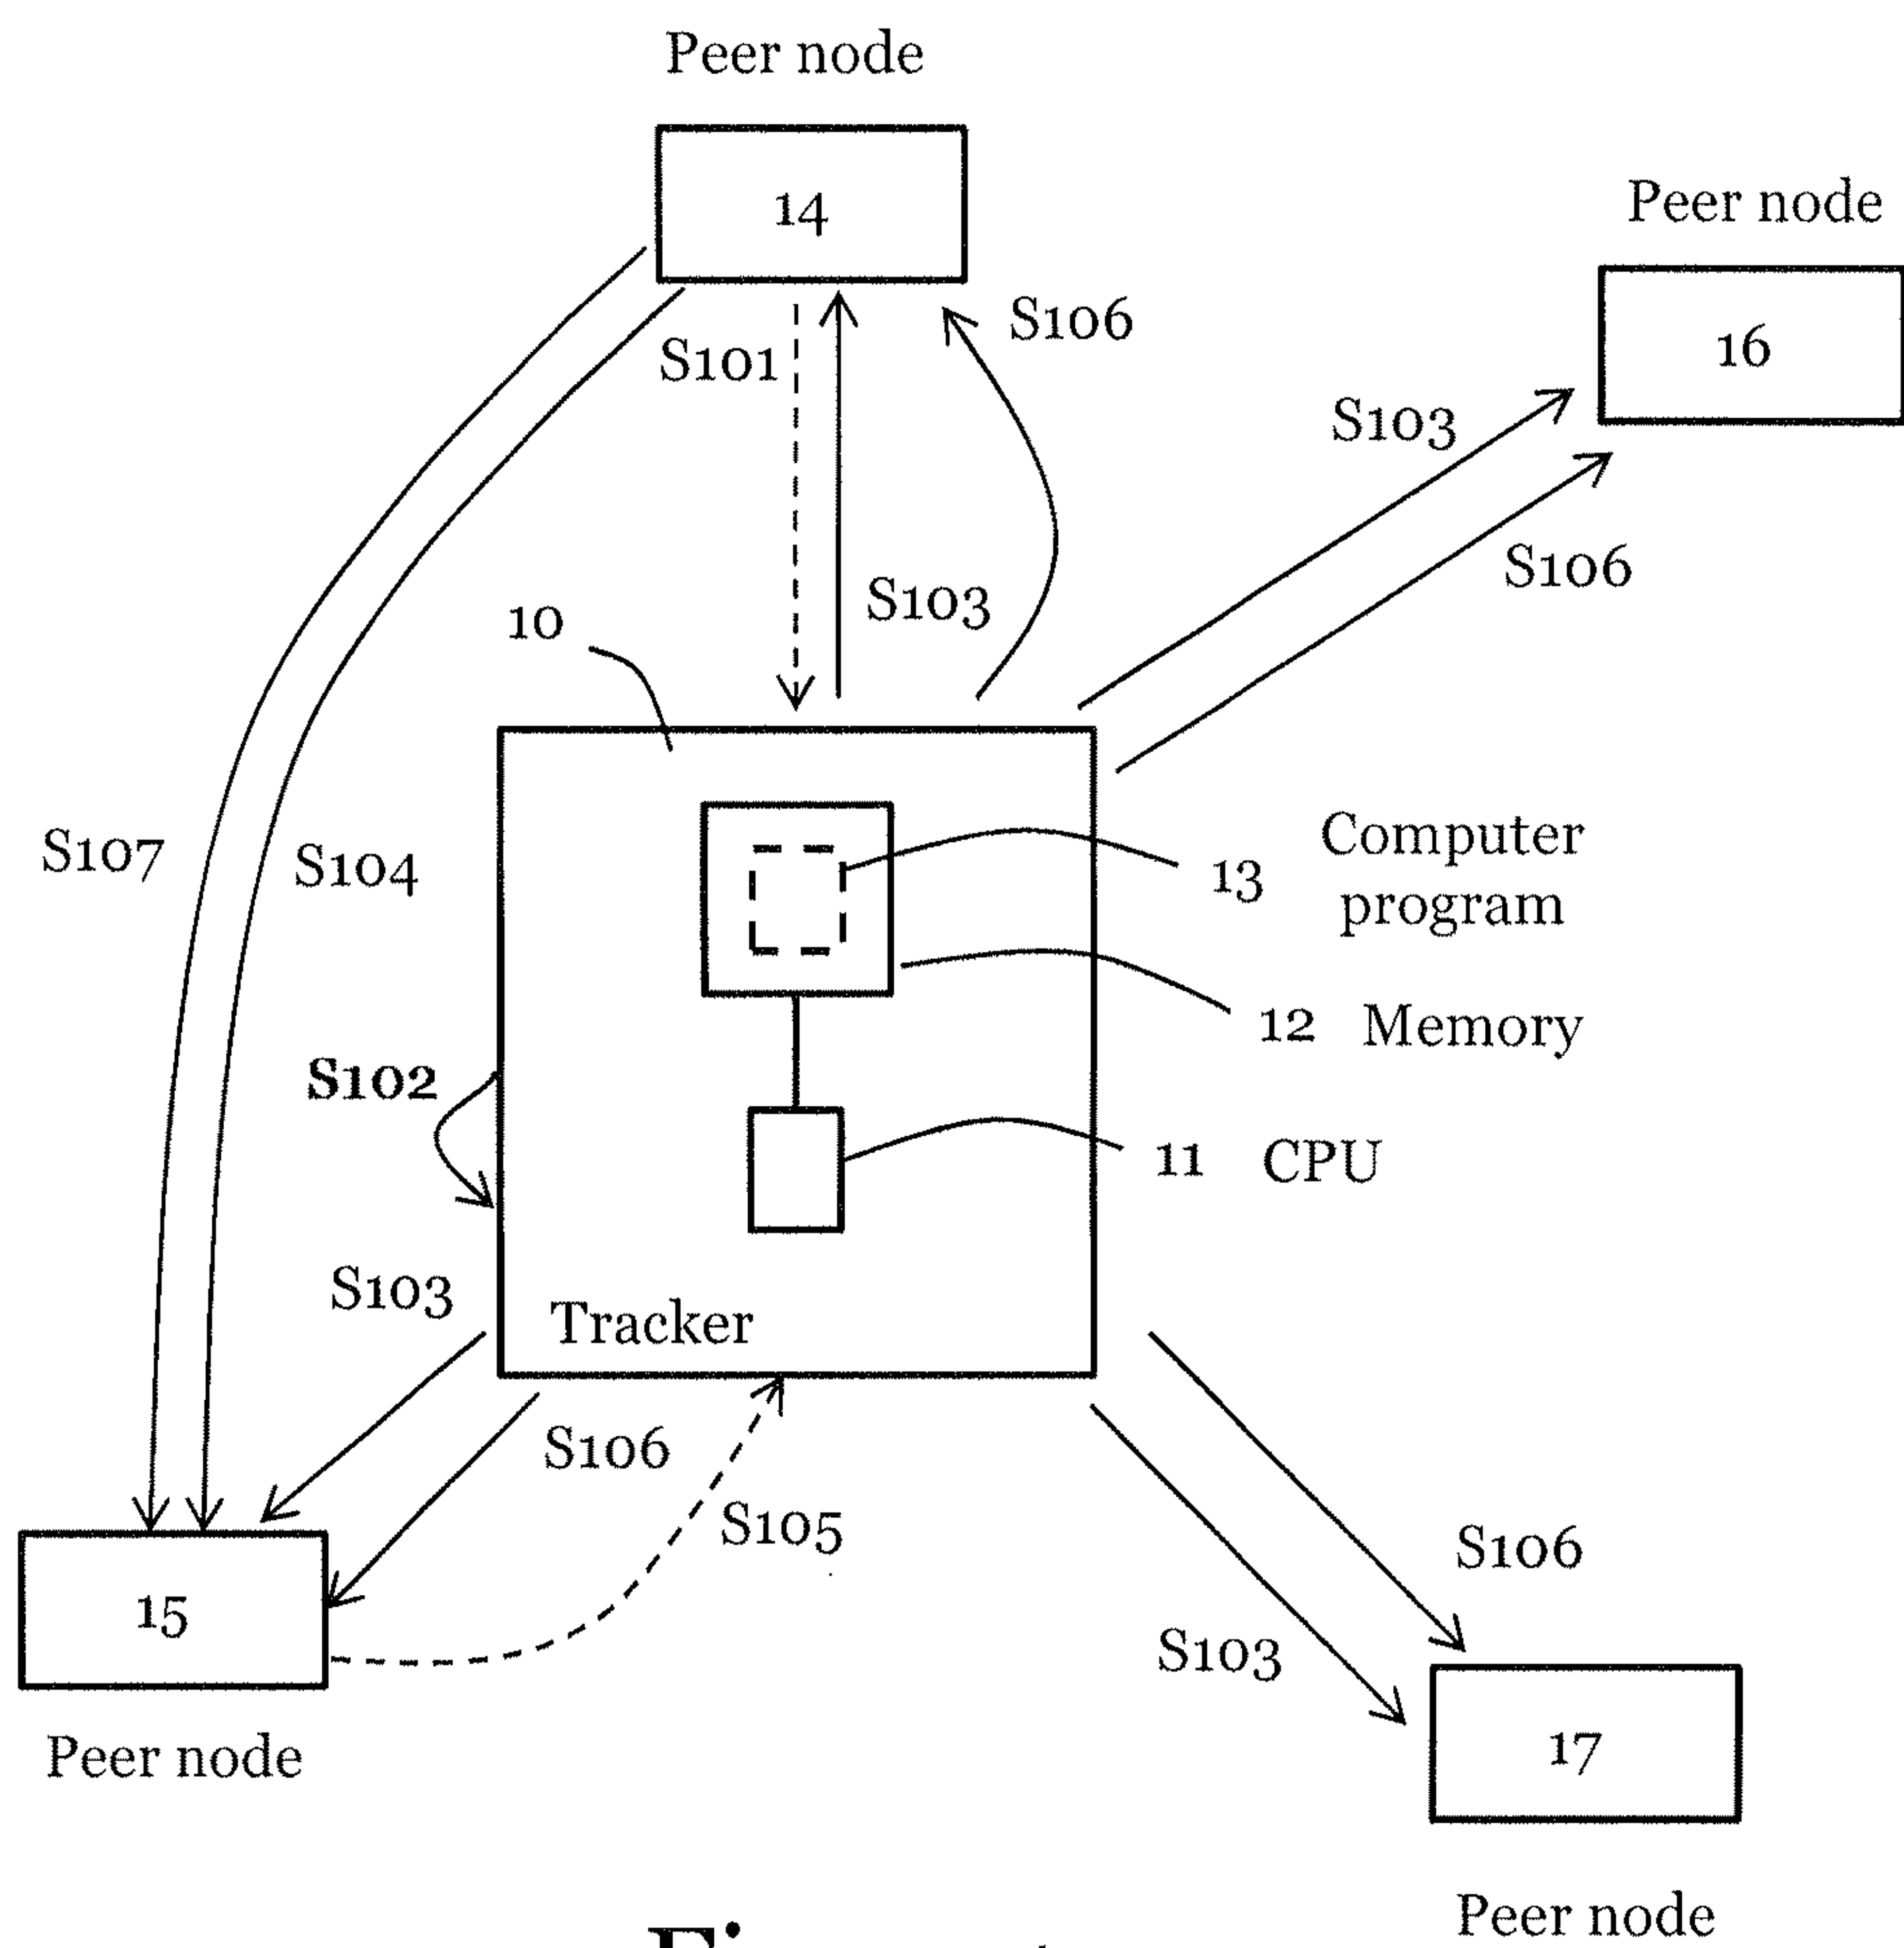 Peer node
14
Peer node
16
S101
S106
S103
S106
S103
10
S107
S104
Computer
program
13
12 Memory
S102
11 CPU
S103
Tracker
S106
S105
S106
S103
15
17
Peer node
Peer node